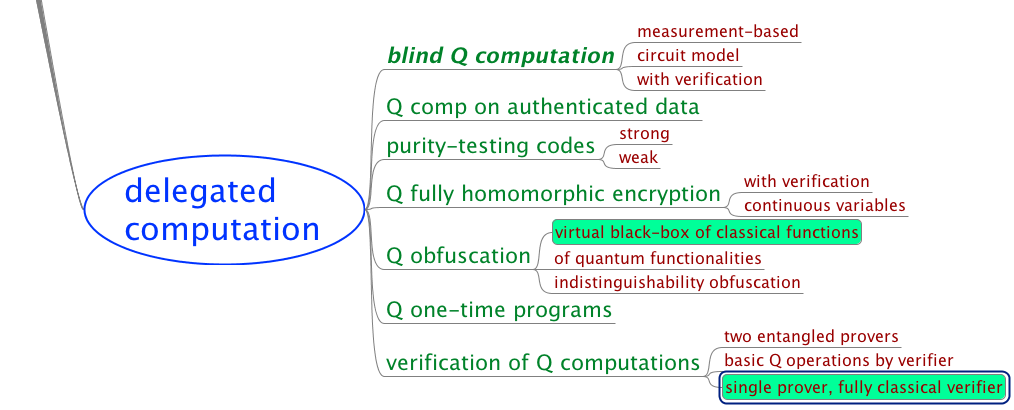 delegated
computation
blind Q computation
measurement-based
circuit model
with verification
Q comp on authenticated data
purity-testing codes
strong
weak
Q fully homomorphic encryption
with verification
continuous variables
Q obfuscation
virtual black-box of classical functions
of quantum functionalities
indistinguishability obfuscation
Q one-time programs
verification of Q computations
two entangled provers
basic Q operations by verifier
single prover, fully classical verifier